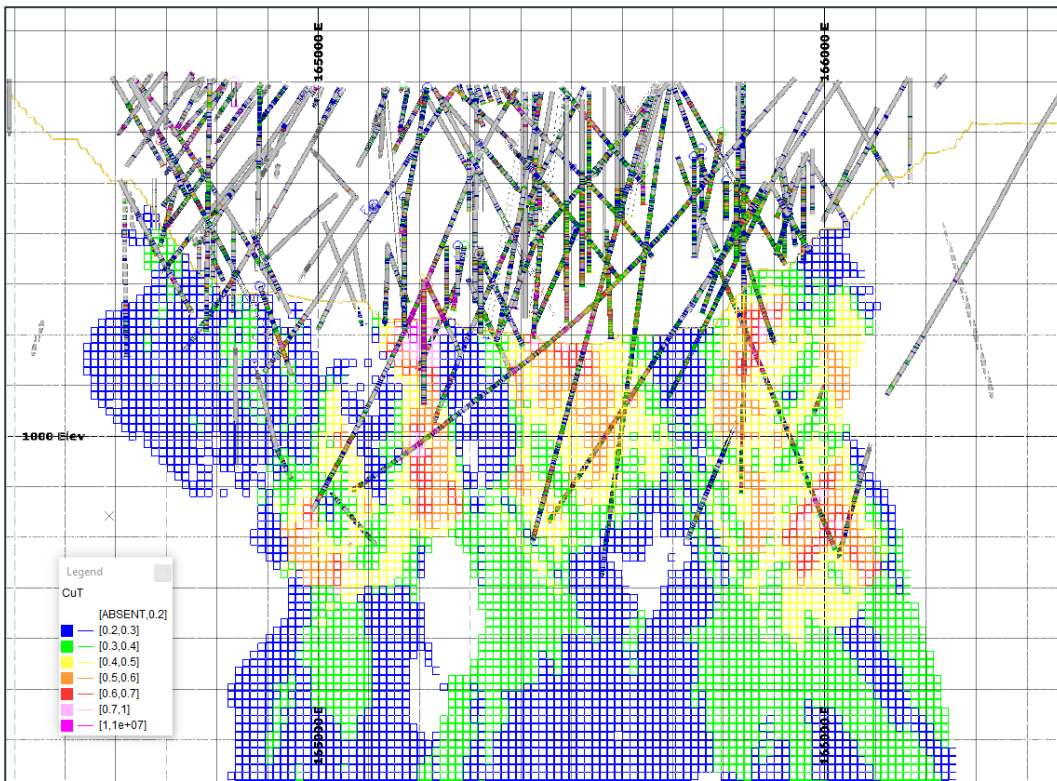 165000 E
166000 E
1000 Elev
Legend
CuT
[ABSENT,0.2]
[0.2,0.3]
[0.3,0.4]
[0.4,0.5]
[0.5,0.6]
[0.6,0.7]
[0.7,1]
[1,1e+07]
165000 E
166000 E